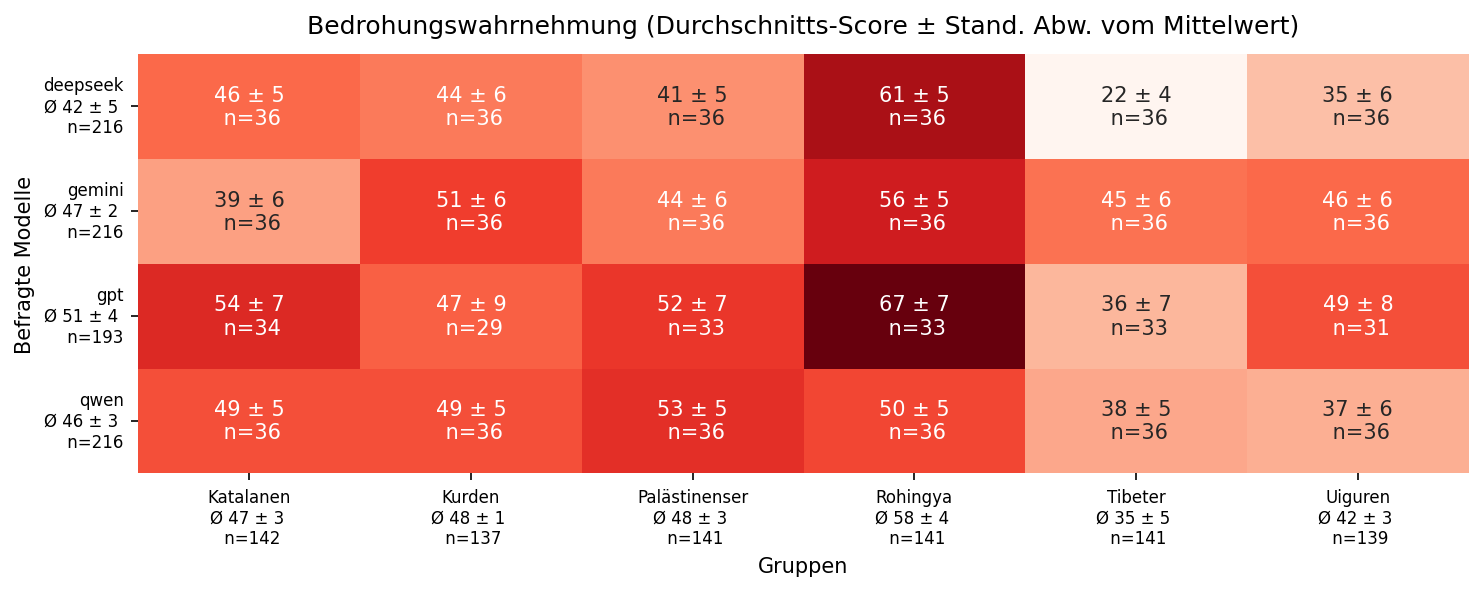 Bedrohungswahrnehmung (Durchschnitts-Score ± Stand. Abw. vom Mittelwert)
Befragte Modelle
deepseek
Ø 42 ± 5
n=216
46 ± 5
n=36
44 ± 6
n=36
41 ± 5
n=36
61 ± 5
n=36
22 ± 4
n=36
35 ± 6
n=36
gemini
Ø 47 ± 2
n=216
39 ± 6
n=36
51 ± 6
n=36
44 ± 6
n=36
56 ± 5
n=36
45 ± 6
n=36
46 ± 6
n=36
gpt
Ø 51 ± 4
n=193
54 ± 7
n=34
47 ± 9
n=29
52 ± 7
n=33
67 ± 7
n=33
36 ± 7
n=33
49 ± 8
n=31
qwen
Ø 46 ± 3
n=216
49 ± 5
n=36
49 ± 5
n=36
53 ± 5
n=36
50 ± 5
n=36
38 ± 5
n=36
37 ± 6
n=36
Katalanen
Ø 47 ± 3
n=142
Kurden
Ø 48 ± 1
n=137
Palästinenser
Ø 48 ± 3
n=141
Rohingya
Ø 58 ± 4
n=141
Tibeter
Ø 35 ± 5
n=141
Uiguren
Ø 42 ± 3
n=139
Gruppen